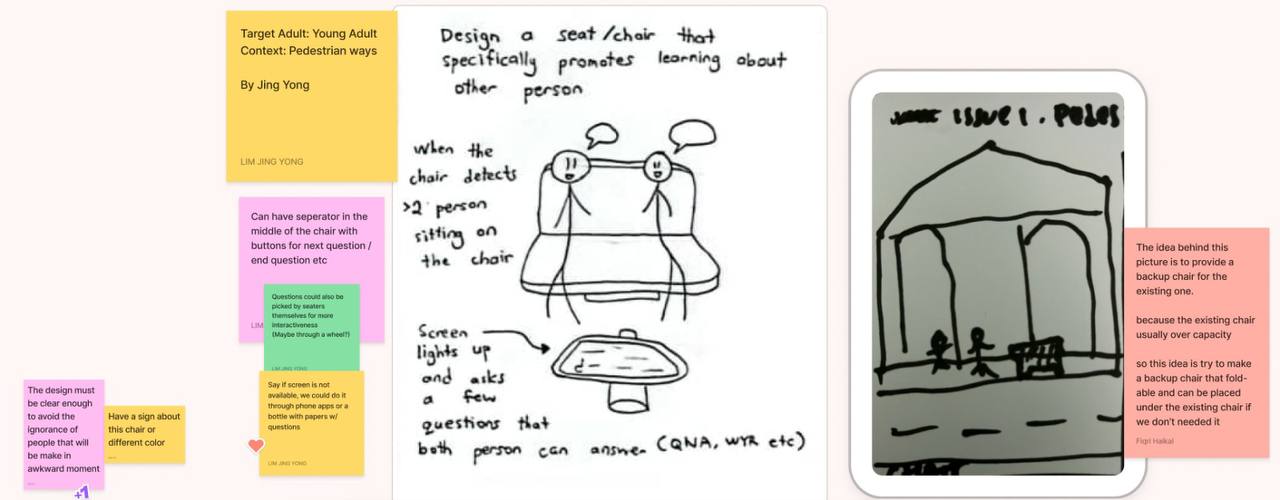 Target Adult: Young Adult
Context: Pedestrian ways
By Jing Yong
LIM JING YONG
Can have seperator in the
middle of the chair with
buttons for next question /
end question etc
LIM
Questions could also be
picked by seaters
themselves for more
interactiveness
(Maybe through a wheel?)
LIM JING YONG
Say if screen is not
available, we could do it
through phone apps or a
bottle with papers w/
questions
LIM JING YONG
The design must
be clear enough
to avoid the
ignorance of
people that will
be make in
awkward moment
+1
Have a sign about
this chair or
different color
Design a seat/chair that
specifically promotes learning about
other person
When the
chair detects
>2 person
sitting on
the chair
Screen
lights up
and asks
a few
questions that
both person can answer (QNA, WYR etc)
issue 1. Pedes
The idea behind this
picture is to provide a
backup chair for the
existing one.
because the existing chair
usually over capacity
so this idea is try to make
a backup chair that fold-
able and can be placed
under the existing chair if
we don't needed it
Fiqri Haikal